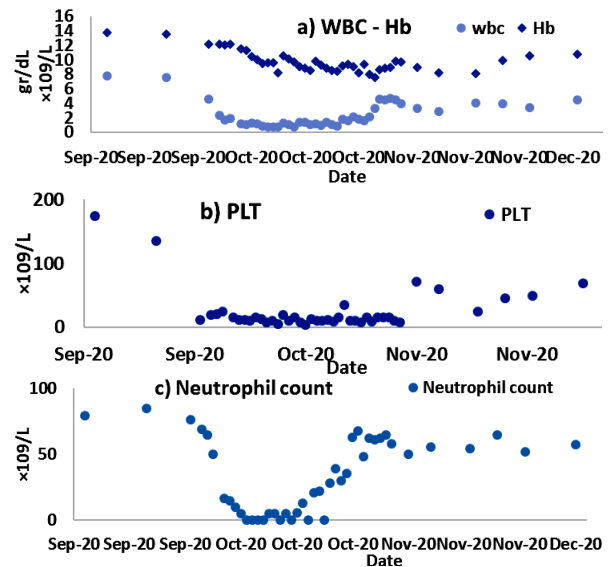 a) WBC - Hb
wbc
Hb
gr/dL
×109/L
16
14
12
10
8
6
4
2
0
Sep-20 Sep-20 Sep-20 Oct-20 Oct-20 Oct-20 Nov-20 Nov-20 Nov-20 Dec-20
Date
b) PLT
PLT
×109/L
200
100
0
Sep-20 Sep-20 Oct-20 Nov-20 Nov-20
Date
c) Neutrophil count
Neutrophil count
×109/L
100
50
0
Sep-20 Sep-20 Sep-20 Oct-20 Oct-20 Oct-20 Nov-20 Nov-20 Nov-20 Dec-20
Date